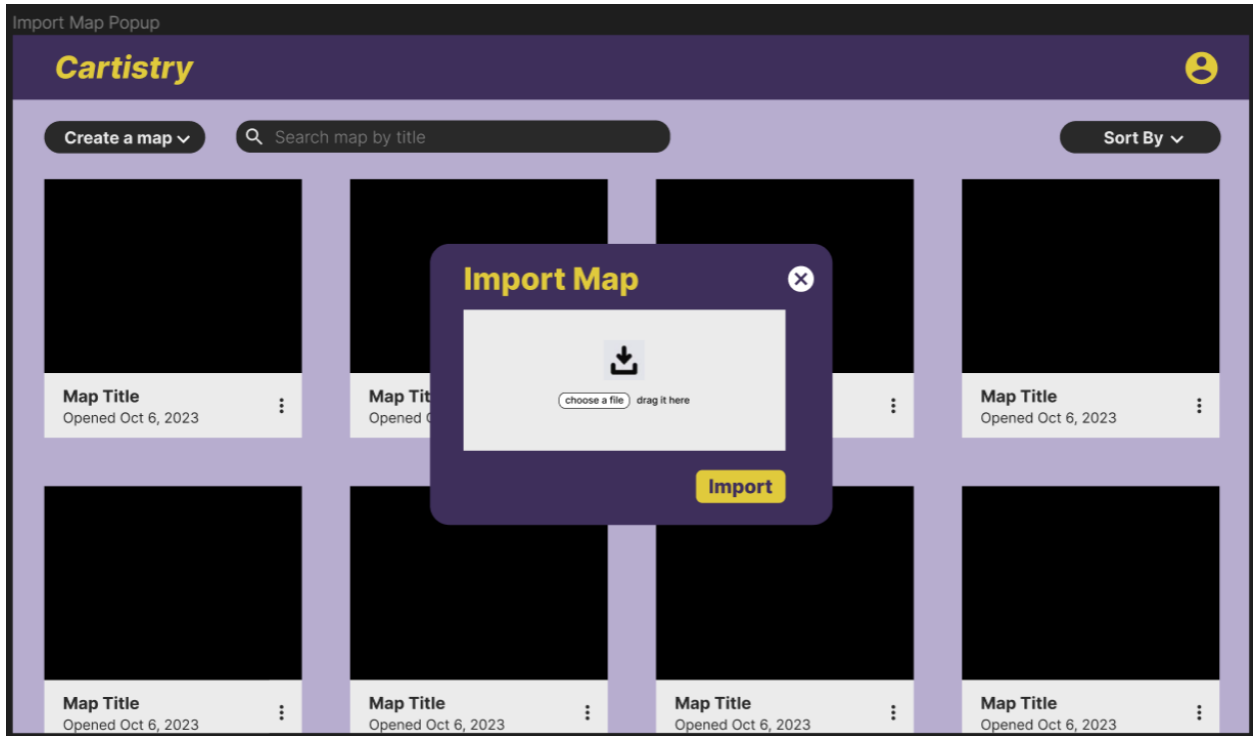 Import Map Popup
Cartistry
Create a map
Search map by title
Sort By
Import Map
choose a file drag it here
Import
Map Title
Opened Oct 6, 2023
Map Tit
Opened
Map Title
Opened Oct 6, 2023
Map Title
Opened Oct 6, 2023
Map Title
Opened Oct 6, 2023
Map Title
Opened Oct 6, 2023
Map Title
Opened Oct 6, 2023